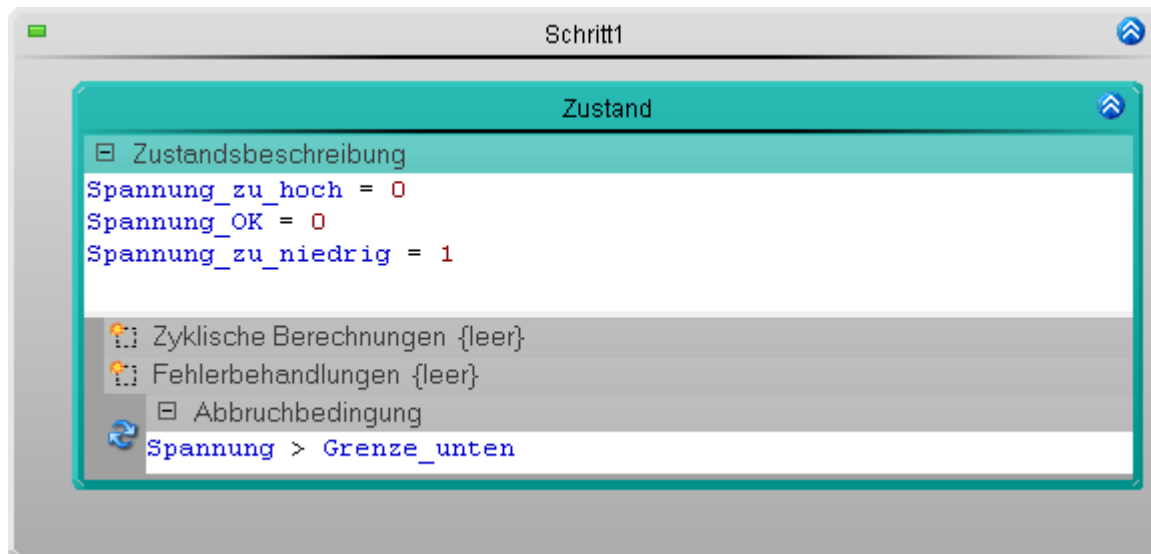 Schritt1
Zustand
Zustandsbeschreibung
Spannung_zu_hoch = 0
Spannung_OK = 0
Spannung_zu_niedrig = 1
Zyklische Berechnungen {leer}
Fehlerbehandlungen {leer}
Abbruchbedingung
Spannung > Grenze_unten